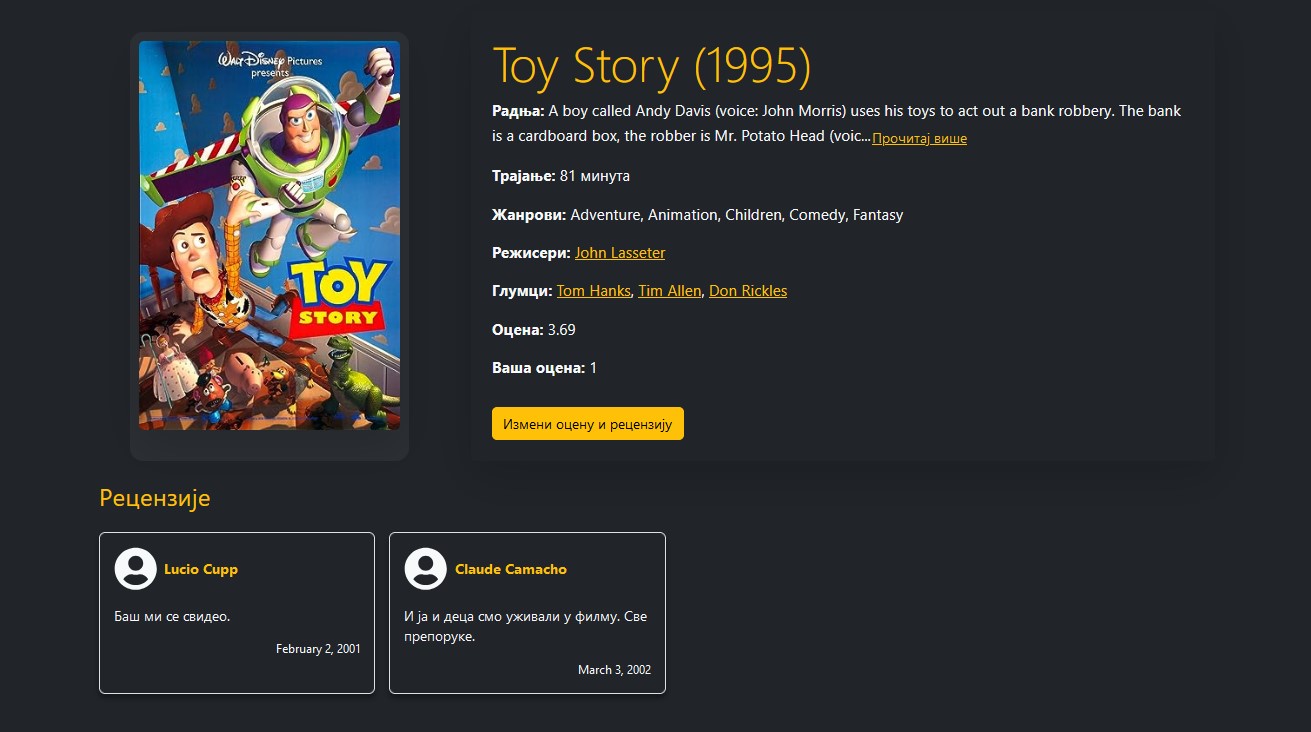 WALT DISNEY Pictures
presents
TOY
STORY
Toy Story (1995)
Радња: A boy called Andy Davis (voice: John Morris) uses his toys to act out a bank robbery. The bank
is a cardboard box, the robber is Mr. Potato Head (voic...Прочитај више
Трајање: 81 минута
Жанрови: Adventure, Animation, Children, Comedy, Fantasy
Режисери: John Lasseter
Глумци: Tom Hanks, Tim Allen, Don Rickles
Оцена: 3.69
Ваша оцена: 1
Измени оцену и рецензију
Рецензије
Lucio Cupp
Баш ми се свидео.
February 2, 2001
Claude Camacho
И ја и деца смо уживали у филму. Све
препоруке.
March 3, 2002